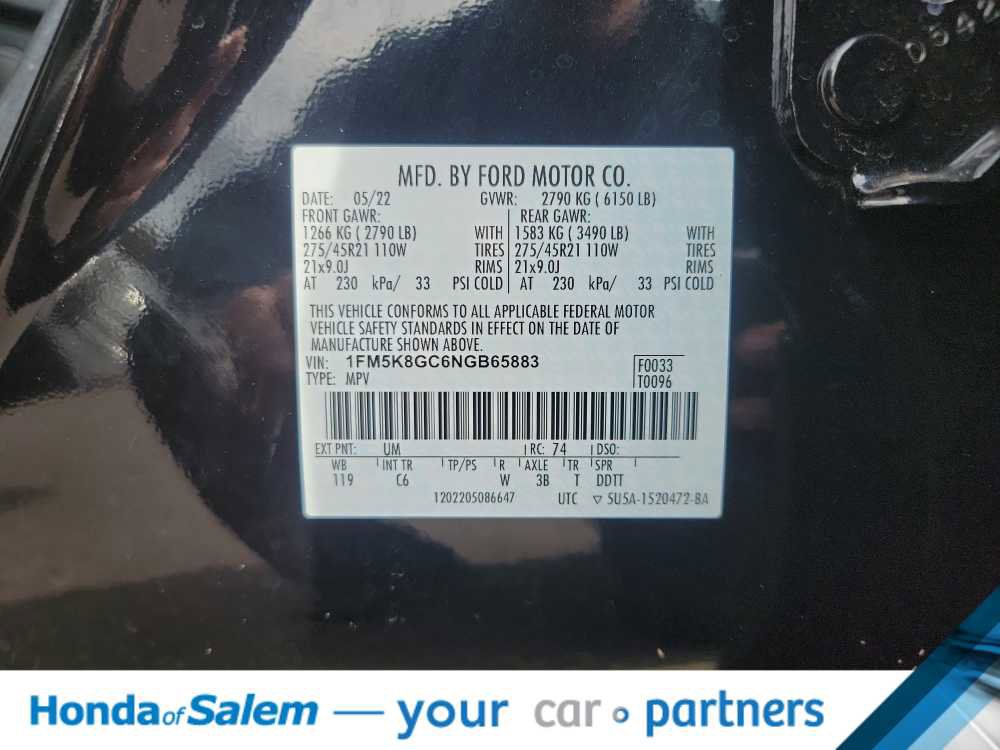 MFD. BY FORD MOTOR CO.
DATE: 05/22 GVWR: 2790 KG ( 6150 LB)
FRONT GAWR: REAR GAWR:
1266 KG ( 2790 LB) WITH 1583 KG ( 3490 LB) WITH
275/45R21 110W TIRES 275/45R21 110W TIRES
21x9.0J RIMS 21x9.0J RIMS
AT 230 kPa/ 33 PSI COLD AT 230 kPa/ 33 PSI COLD
THIS VEHICLE CONFORMS TO ALL APPLICABLE FEDERAL MOTOR
VEHICLE SAFETY STANDARDS IN EFFECT ON THE DATE OF
MANUFACTURE SHOWN ABOVE.
VIN: 1FM5K8GC6NGB65883 F0033
TYPE: MPV T0096
EXT PNT: UM RC: 74 DSO:
WB INT TR TP/PS R AXLE TR SPR
119 C6 W 3B T DDTT
1202205086647 UTC ▽ 5U5A-1520472-BA
Honda of Salem — your car partners